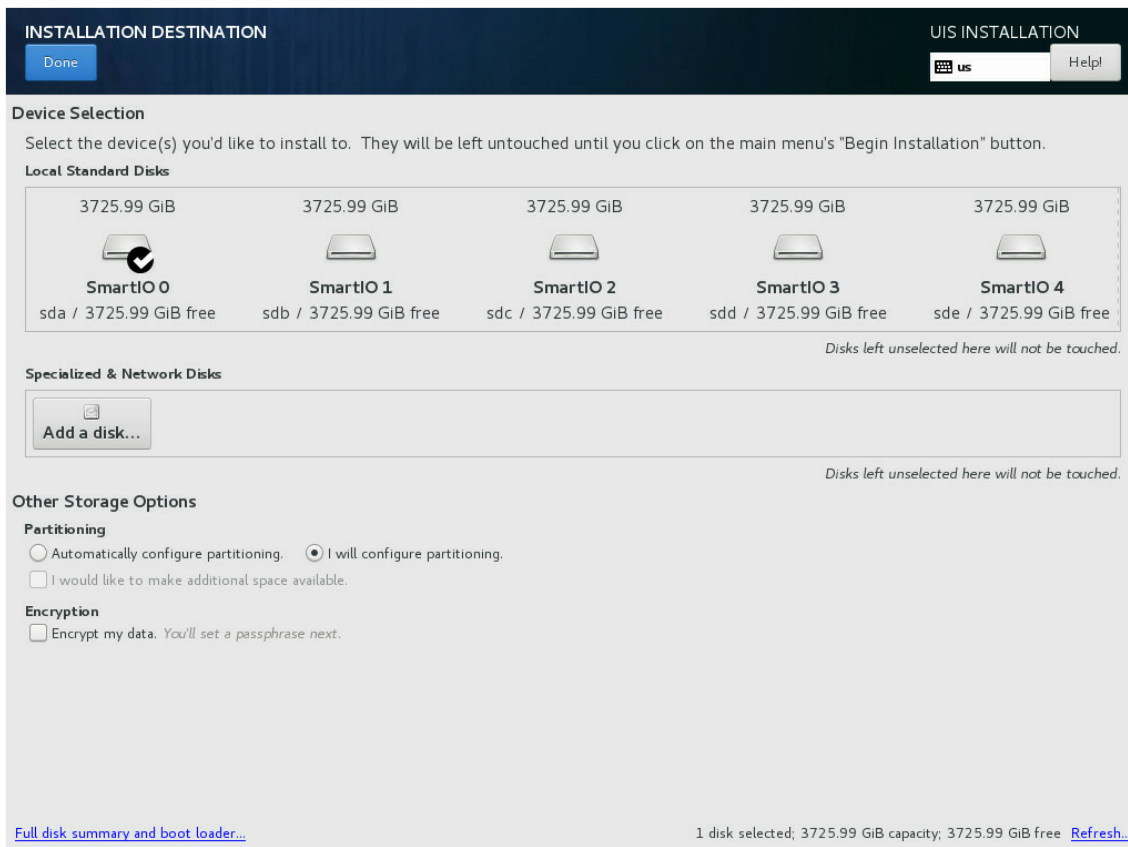 INSTALLATION DESTINATION
UIS INSTALLATION
Done
us
Help!
Device Selection
Select the device(s) you'd like to install to. They will be left untouched until you click on the main menu's "Begin Installation" button.
Local Standard Disks
3725.99 GiB 3725.99 GiB 3725.99 GiB 3725.99 GiB 3725.99 GiB
SmartIO 0 SmartIO 1 SmartIO 2 SmartIO 3 SmartIO 4
sda / 3725.99 GiB free sdb / 3725.99 GiB free sdc / 3725.99 GiB free sdd / 3725.99 GiB free sde / 3725.99 GiB free
Disks left unselected here will not be touched.
Specialized & Network Disks
Add a disk...
Disks left unselected here will not be touched.
Other Storage Options
Partitioning
Automatically configure partitioning. I will configure partitioning.
I would like to make additional space available.
Encryption
Encrypt my data. You'll set a passphrase next.
Full disk summary and boot loader... 1 disk selected; 3725.99 GiB capacity; 3725.99 GiB free Refresh..